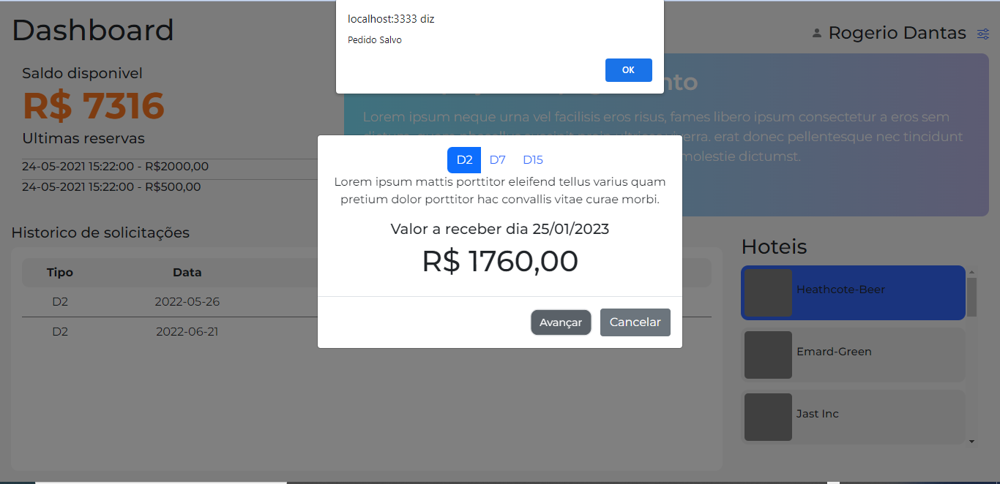 localhost:3333 diz
Pedido Salvo
OK
Dashboard
Rogerio Dantas
Saldo disponivel
R$ 7316
Ultimas reservas
24-05-2021 15:22:00 - R$2000,00
24-05-2021 15:22:00 - R$500,00
Lorem ipsum neque urna vel facilisis eros risus, fames libero ipsum consectetur a eros sem
erat donec pellentesque nec tincidunt
molestie dictumst.
D2 D7 D15
Lorem ipsum mattis porttitor eleifend tellus varius quam
pretium dolor porttitor hac convallis vitae curae morbi.
Valor a receber dia 25/01/2023
R$ 1760,00
Avançar Cancelar
Historico de solicitações
Tipo Data
D2 2022-05-26
D2 2022-06-21
Hoteis
Heathcote-Beer
Emard-Green
Jast Inc